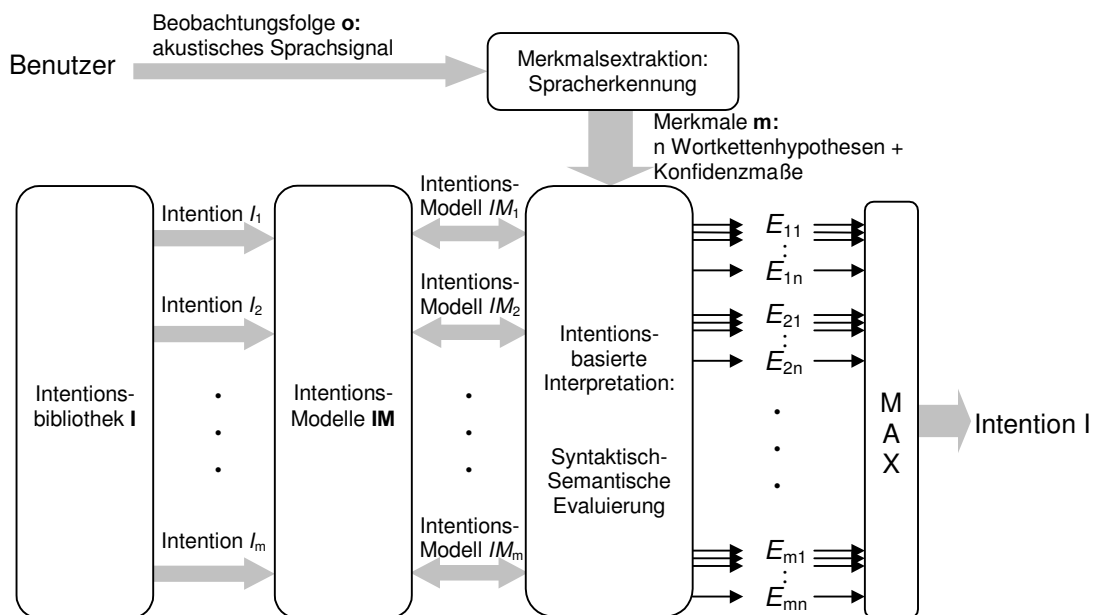 Beobachtungsfolge o:
akustisches Sprachsignal
Benutzer
Merkmalsextraktion:
Spracherkennung
Merkmale m:
n Wortkettenhypothesen +
Konfidenzmaße
Intentions-
bibliothek I
Intention I₁
Intention I₂
Intention Iₘ
Intentions-
Modelle IM
Intentions-
Modell IM₁
Intentions-
Modell IM₂
Intentions-
Modell IMₘ
Intentions-
basierte
Interpretation:
Syntaktisch-
Semantische
Evaluierung
E₁₁
E₁ₙ
E₂₁
E₂ₙ
Eₘ₁
Eₘₙ
M
A
X
Intention I